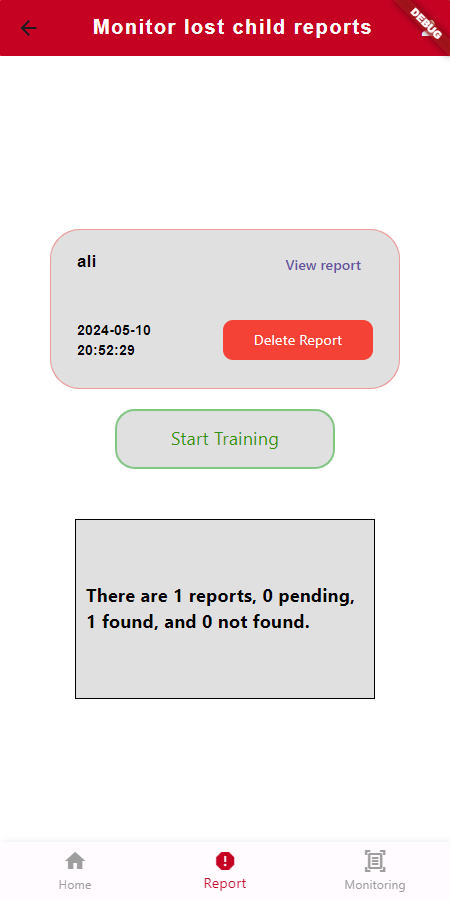 Monitor lost child reports
DEBUG
ali
View report
2024-05-10
20:52:29
Delete Report
Start Training
There are 1 reports, 0 pending,
1 found, and 0 not found.
Home
Report
Monitoring